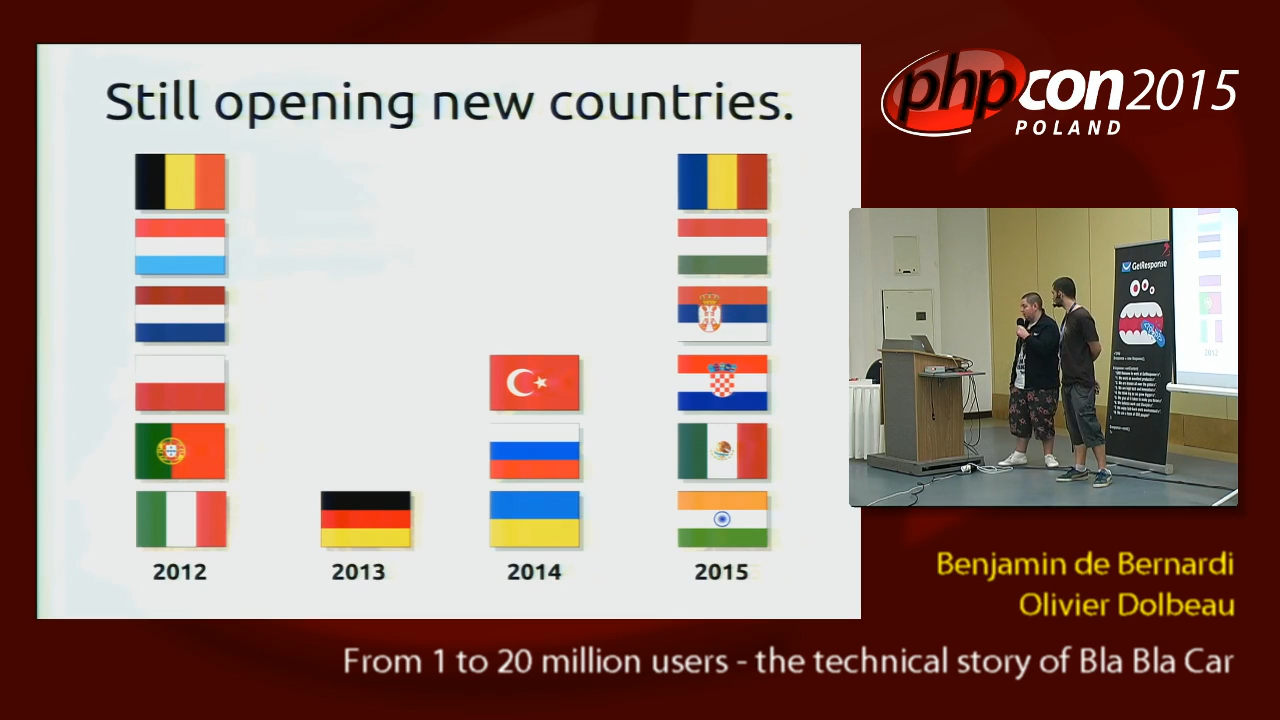 Still opening new countries.
2012
2013
2014
2015
phpcon2015
POLAND
GetResponse
2012
Benjamin de Bernardi
Olivier Dolbeau
From 1 to 20 million users - the technical story of Bla Bla Car